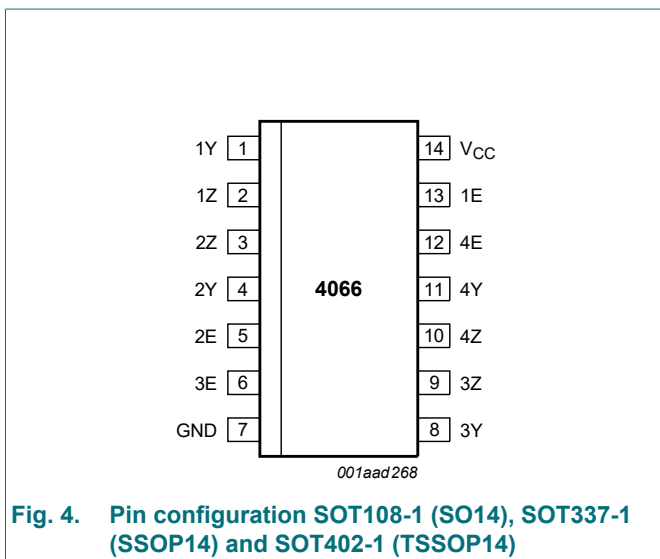 1Y 1 14 VCC
1Z 2 13 1E
2Z 3 12 4E
2Y 4 4066 11 4Y
2E 5 10 4Z
3E 6 9 3Z
GND 7 8 3Y
001aad268
Fig. 4. Pin configuration SOT108-1 (SO14), SOT337-1
(SSOP14) and SOT402-1 (TSSOP14)